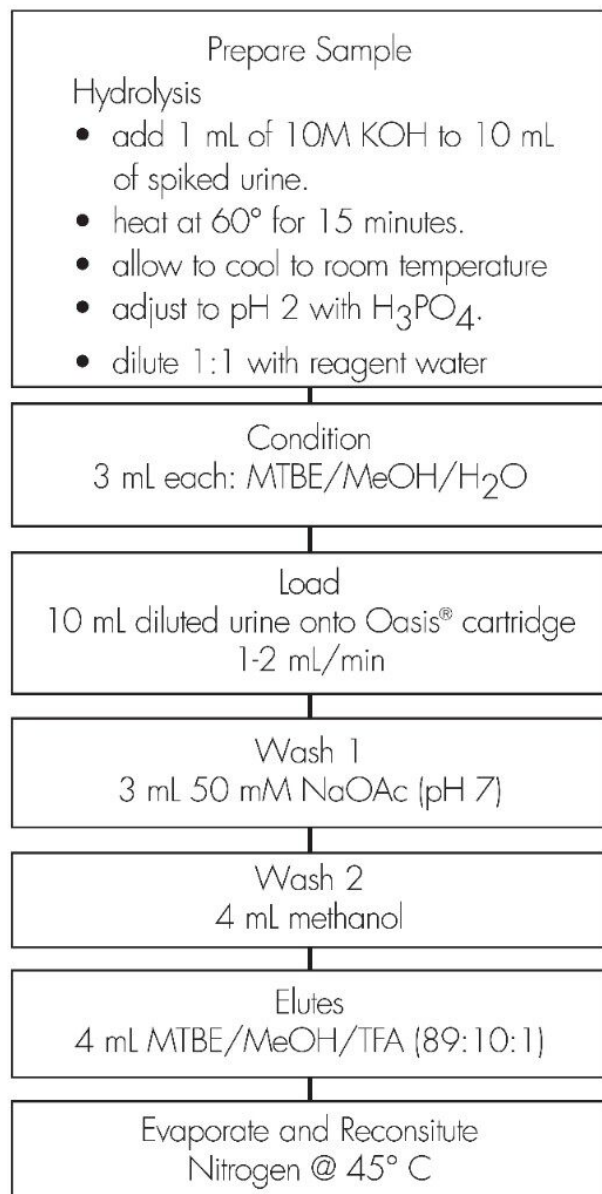 Prepare Sample
Hydrolysis
• add 1 mL of 10M KOH to 10 mL
of spiked urine.
• heat at 60° for 15 minutes.
• allow to cool to room temperature
• adjust to pH 2 with H₃PO₄.
• dilute 1:1 with reagent water
Condition
3 mL each: MTBE/MeOH/H₂O
Load
10 mL diluted urine onto Oasis® cartridge
1-2 mL/min
Wash 1
3 mL 50 mM NaOAc (pH 7)
Wash 2
4 mL methanol
Elutes
4 mL MTBE/MeOH/TFA (89:10:1)
Evaporate and Reconsitute
Nitrogen @ 45° C